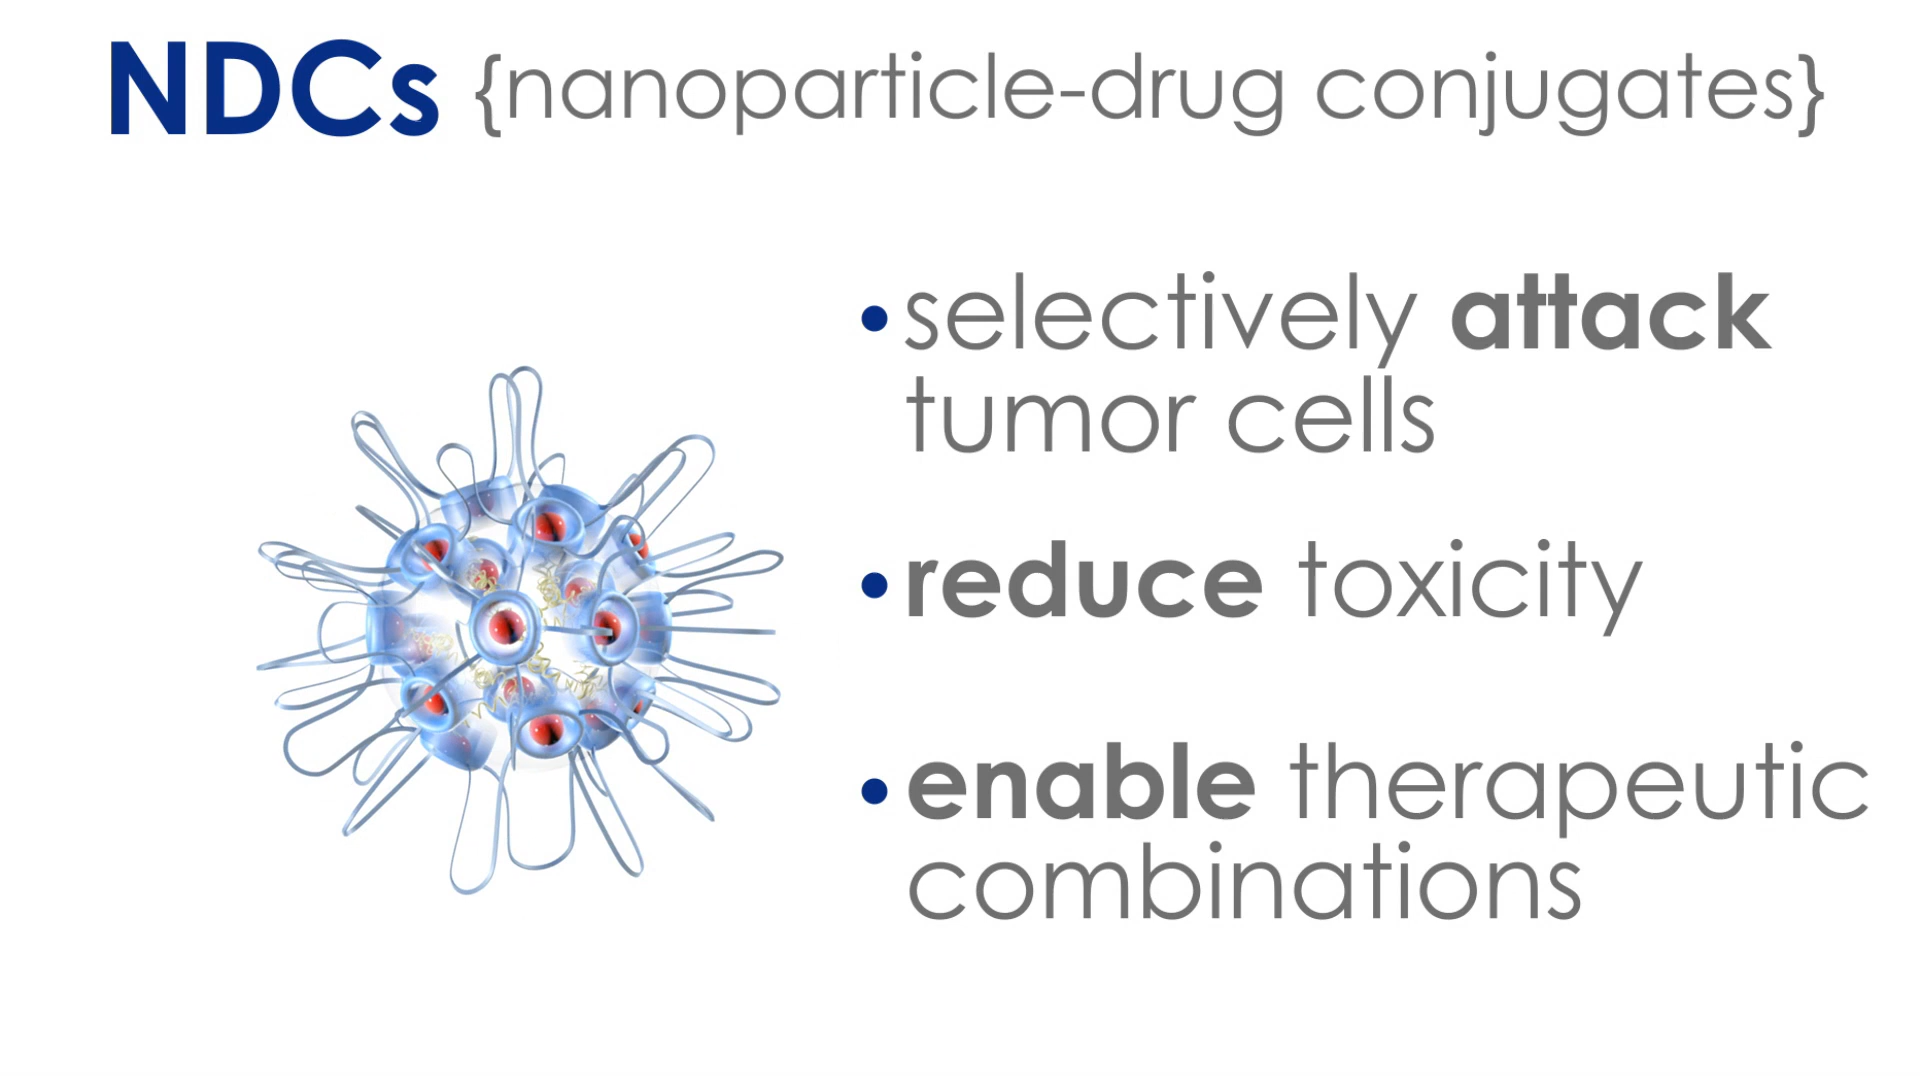 NDCs {nanoparticle-drug conjugates}
•selectively attack
tumor cells
•reduce toxicity
•enable therapeutic
combinations